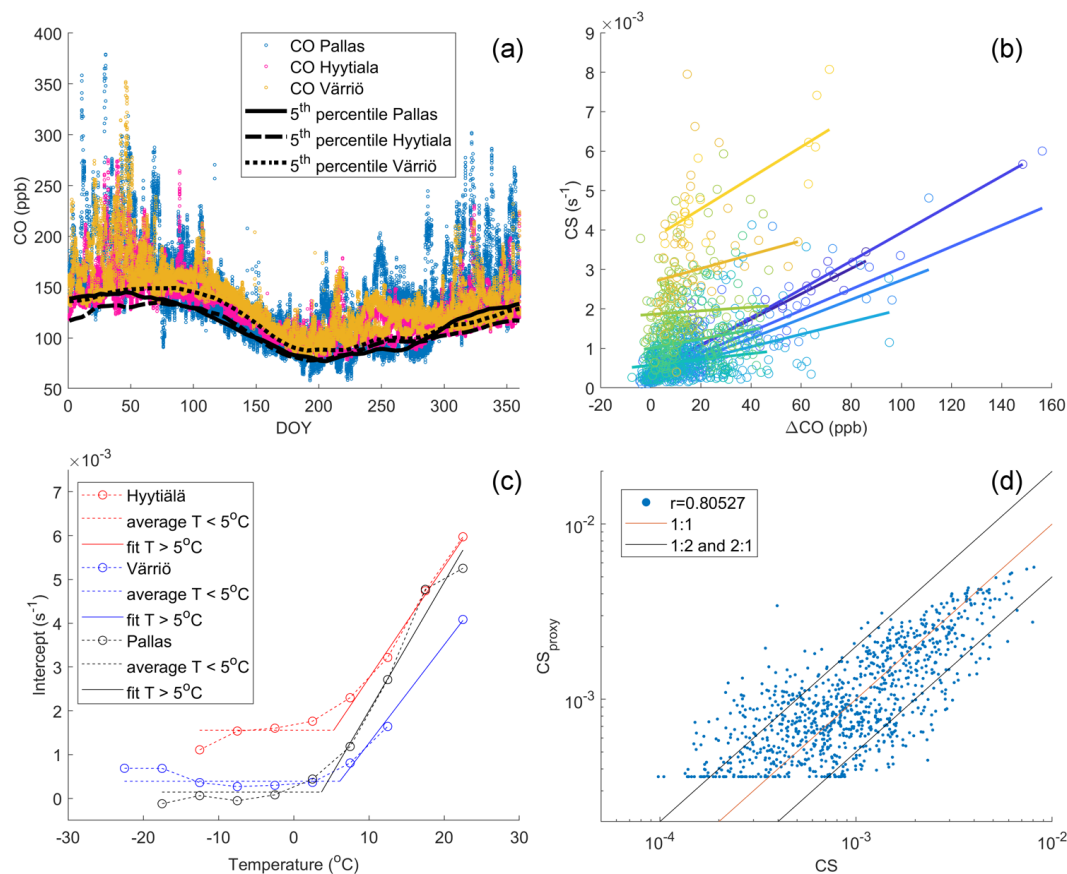 (a)
400
350
300
250
200
150
100
50
CO (ppb)
CO Pallas
CO Hyytiala
CO Värriö
5th percentile Pallas
5th percentile Hyytiala
5th percentile Värriö
0 50 100 150 200 250 300 350
DOY
(b)
×10-3
9
8
7
6
5
4
3
2
1
0
CS (s-1)
-20 0 20 40 60 80 100 120 140 160
ΔCO (ppb)
(c)
×10-3
7
6
5
4
3
2
1
0
Intercept (s-1)
Hyytiälä
average T < 5oC
fit T > 5oC
Värriö
average T < 5oC
fit T > 5oC
Pallas
average T < 5oC
fit T > 5oC
-30 -20 -10 0 10 20 30
Temperature (oC)
(d)
r=0.80527
1:1
1:2 and 2:1
10-2
10-3
CSproxy
10-4 10-3 10-2
CS